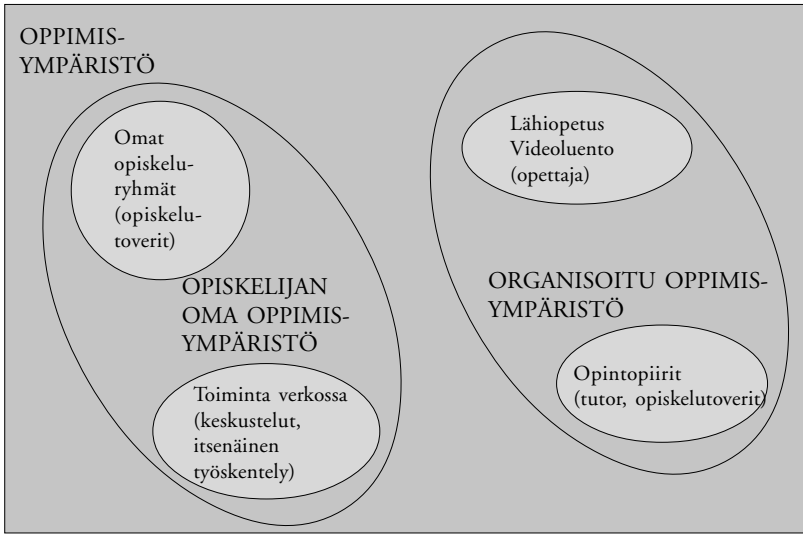 OPPIMIS-
YMPÄRISTÖ
Omat
opiskelu-
ryhmät
(opiskelu-
toverit)
OPISKELIJAN
OMA OPPIMIS-
YMPÄRISTÖ
Toiminta verkossa
(keskustelut,
itsenäinen
työskentely)
Lähiopetus
Videoluento
(opettaja)
ORGANISOITU OPPIMIS-
YMPÄRISTÖ
Opintopiirit
(tutor, opiskelutoverit)